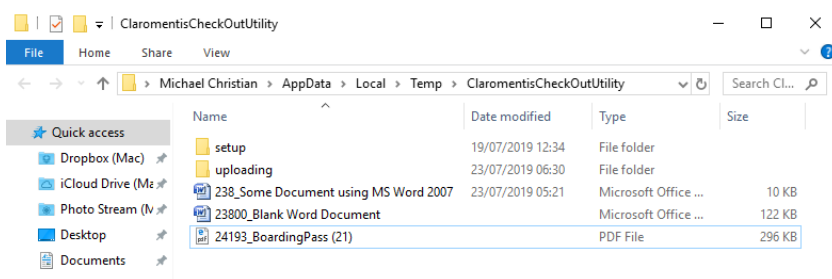 ClaromentisCheckOutUtility
File Home Share View
Michael Christian > AppData > Local > Temp > ClaromentisCheckOutUtility Search Cl...
Name Date modified Type Size
Quick access
setup 19/07/2019 12:34 File folder
Dropbox (Mac)
uploading 23/07/2019 06:30 File folder
iCloud Drive (Ma
238_Some Document using MS Word 2007 23/07/2019 05:21 Microsoft Office ... 10 KB
Photo Stream (M
23800_Blank Word Document Microsoft Office ... 122 KB
Desktop
24193_BoardingPass (21) PDF File 296 KB
Documents